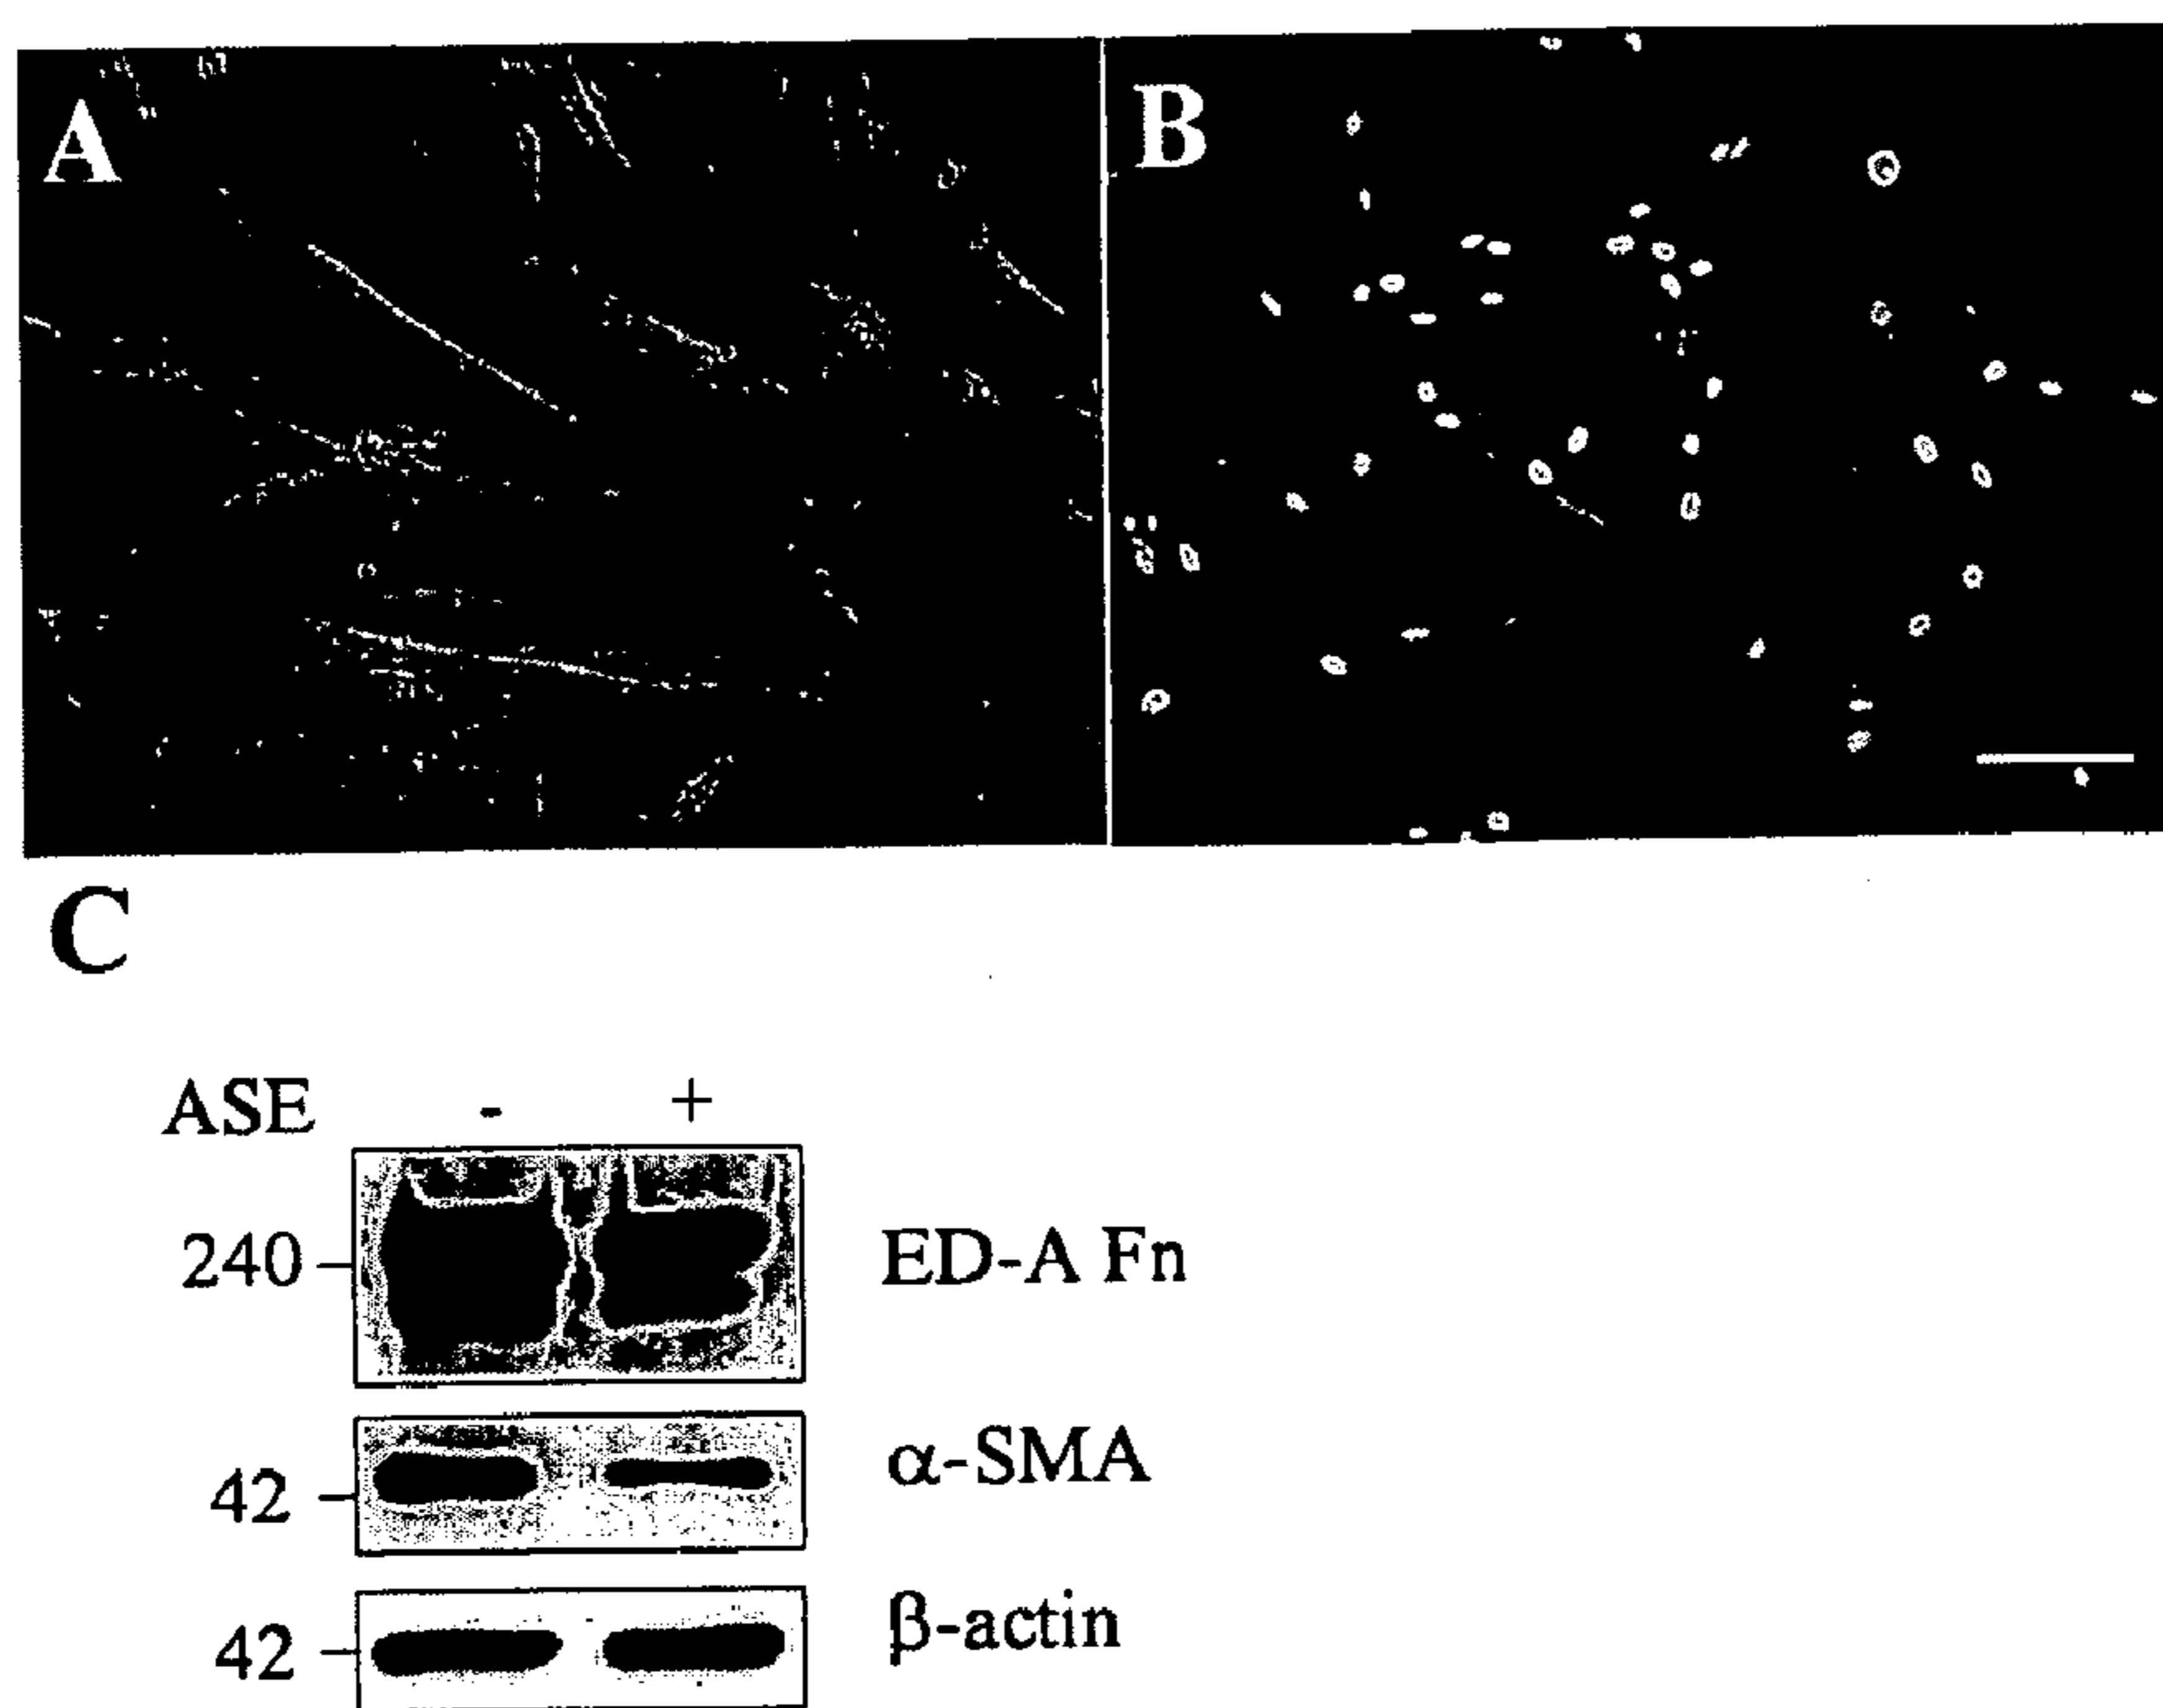 A B
C
ASE - +
240 ED-A Fn
42 α-SMA
42 β-actin